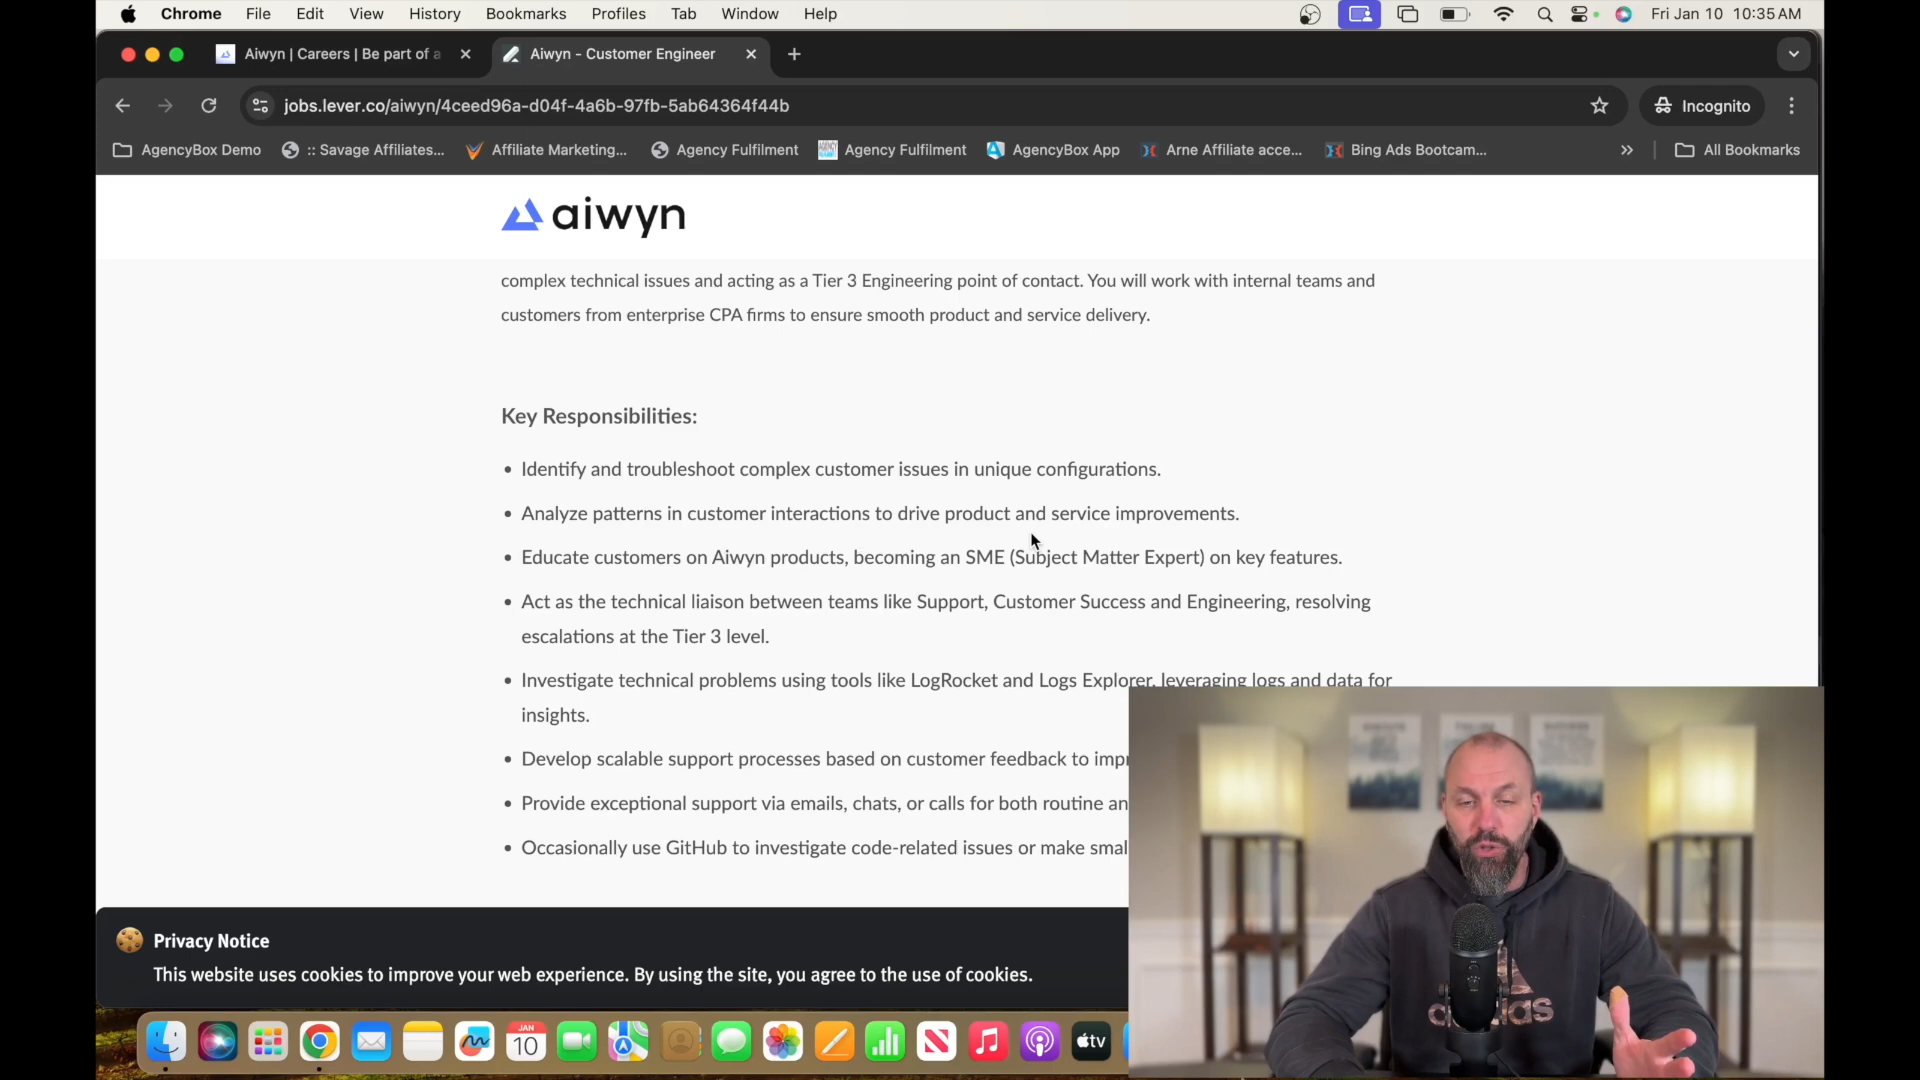 Chrome File Edit View History Bookmarks Profiles Tab Window Help Fri Jan 10 10:35 AM
Aiwyn | Careers | Be part of a
Aiwyn - Customer Engineer
jobs.lever.co/aiwyn/4ceed96a-d04f-4a6b-97fb-5ab64364f44b
Incognito
AgencyBox Demo :: Savage Affiliates... Affiliate Marketing... Agency Fulfilment Agency Fulfilment AgencyBox App Arne Affiliate acce... Bing Ads Bootcam... » All Bookmarks
aiwyn
complex technical issues and acting as a Tier 3 Engineering point of contact. You will work with internal teams and
customers from enterprise CPA firms to ensure smooth product and service delivery.
Key Responsibilities:
• Identify and troubleshoot complex customer issues in unique configurations.
• Analyze patterns in customer interactions to drive product and service improvements.
• Educate customers on Aiwyn products, becoming an SME (Subject Matter Expert) on key features.
• Act as the technical liaison between teams like Support, Customer Success and Engineering, resolving
escalations at the Tier 3 level.
• Investigate technical problems using tools like LogRocket and Logs Explorer, leveraging logs and data for
insights.
• Develop scalable support processes based on customer feedback to impr
• Provide exceptional support via emails, chats, or calls for both routine an
• Occasionally use GitHub to investigate code-related issues or make smal
Privacy Notice
This website uses cookies to improve your web experience. By using the site, you agree to the use of cookies.
JAN
10
tv
adidas